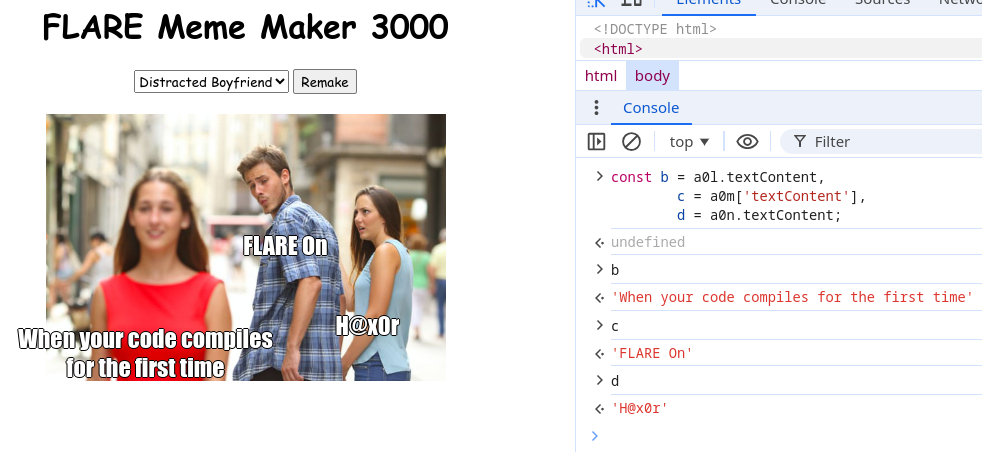 FLARE Meme Maker 3000
Distracted Boyfriend Remake
FLARE On
H@x0r
When your code compiles
for the first time
Elements Console Sources Netwo
<!DOCTYPE html>
<html>
html body
Console
top ▼ Filter
> const b = a0l.textContent,
c = a0m['textContent'],
d = a0n.textContent;
undefined
> b
'When your code compiles for the first time'
> c
'FLARE On'
> d
'H@x0r'
>